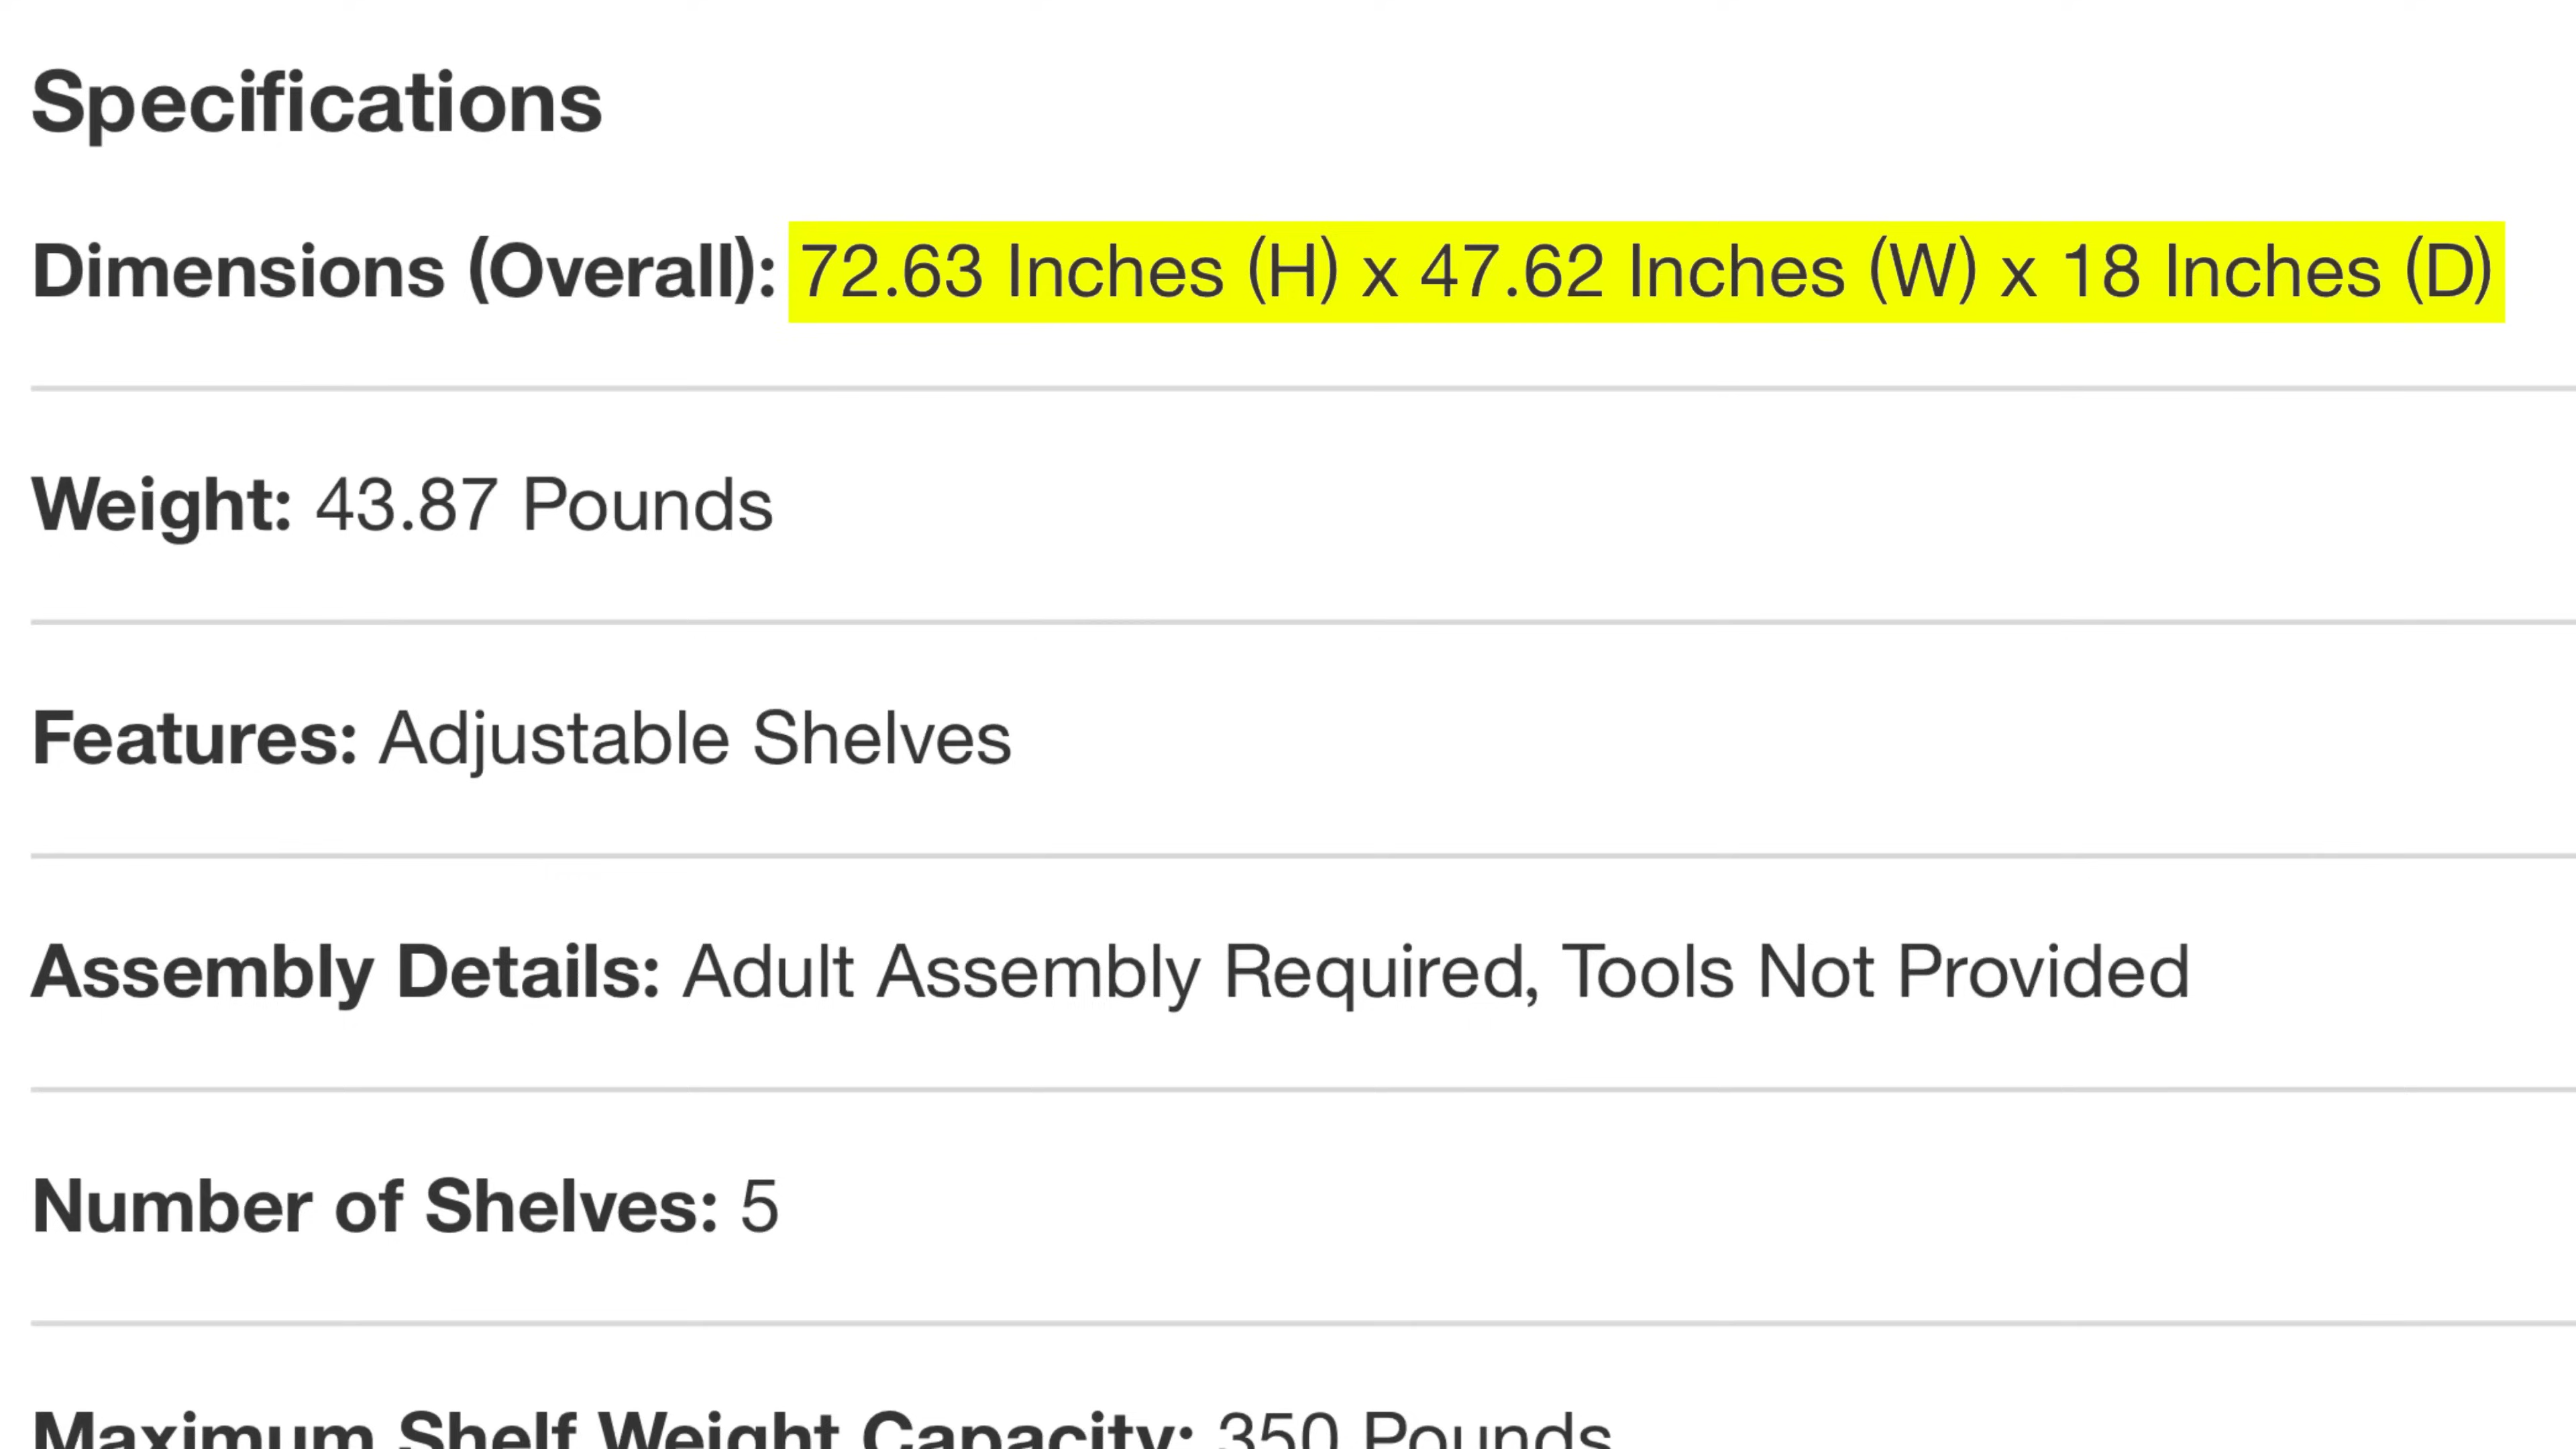 Specifications
Dimensions (Overall): 72.63 Inches (H) x 47.62 Inches (W) x 18 Inches (D)
Weight: 43.87 Pounds
Features: Adjustable Shelves
Assembly Details: Adult Assembly Required, Tools Not Provided
Number of Shelves: 5
Maximum Shelf Weight Capacity: 350 Pounds